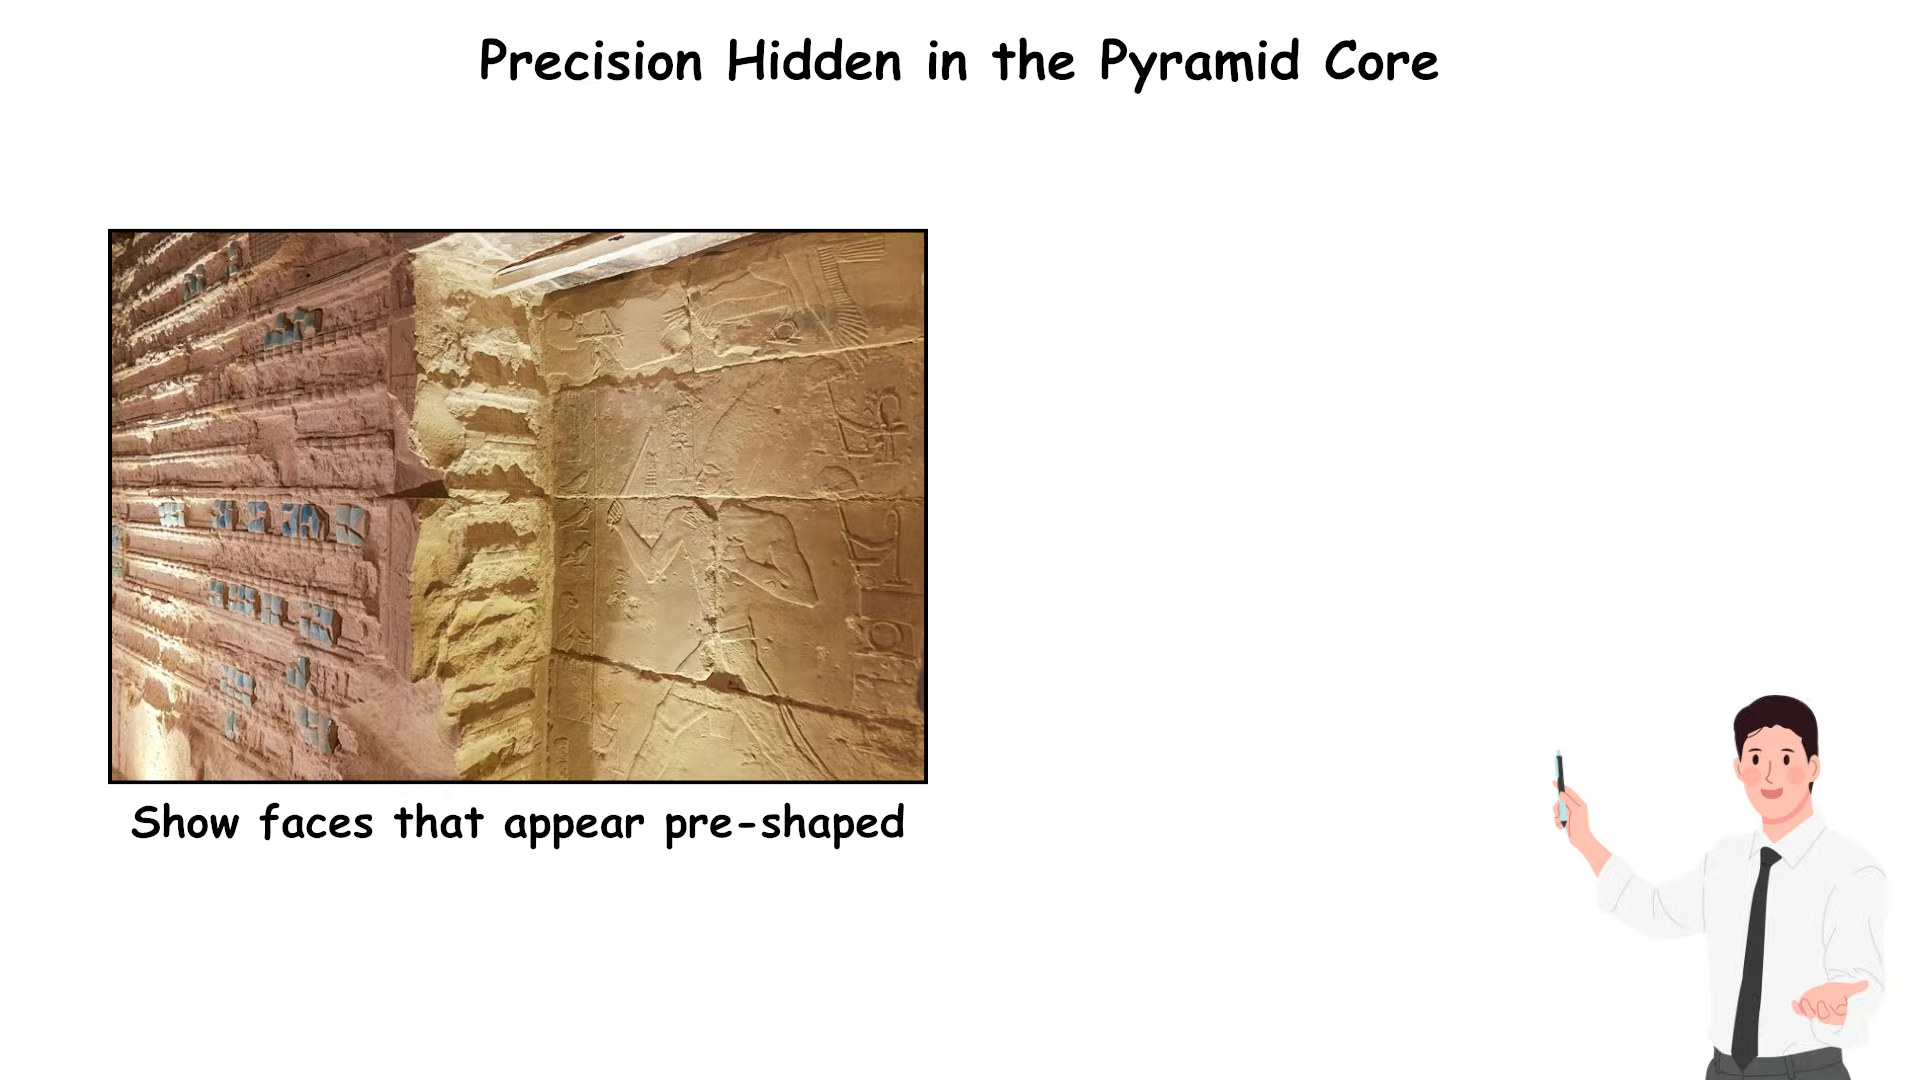 Precision Hidden in the Pyramid Core
Show faces that appear pre-shaped